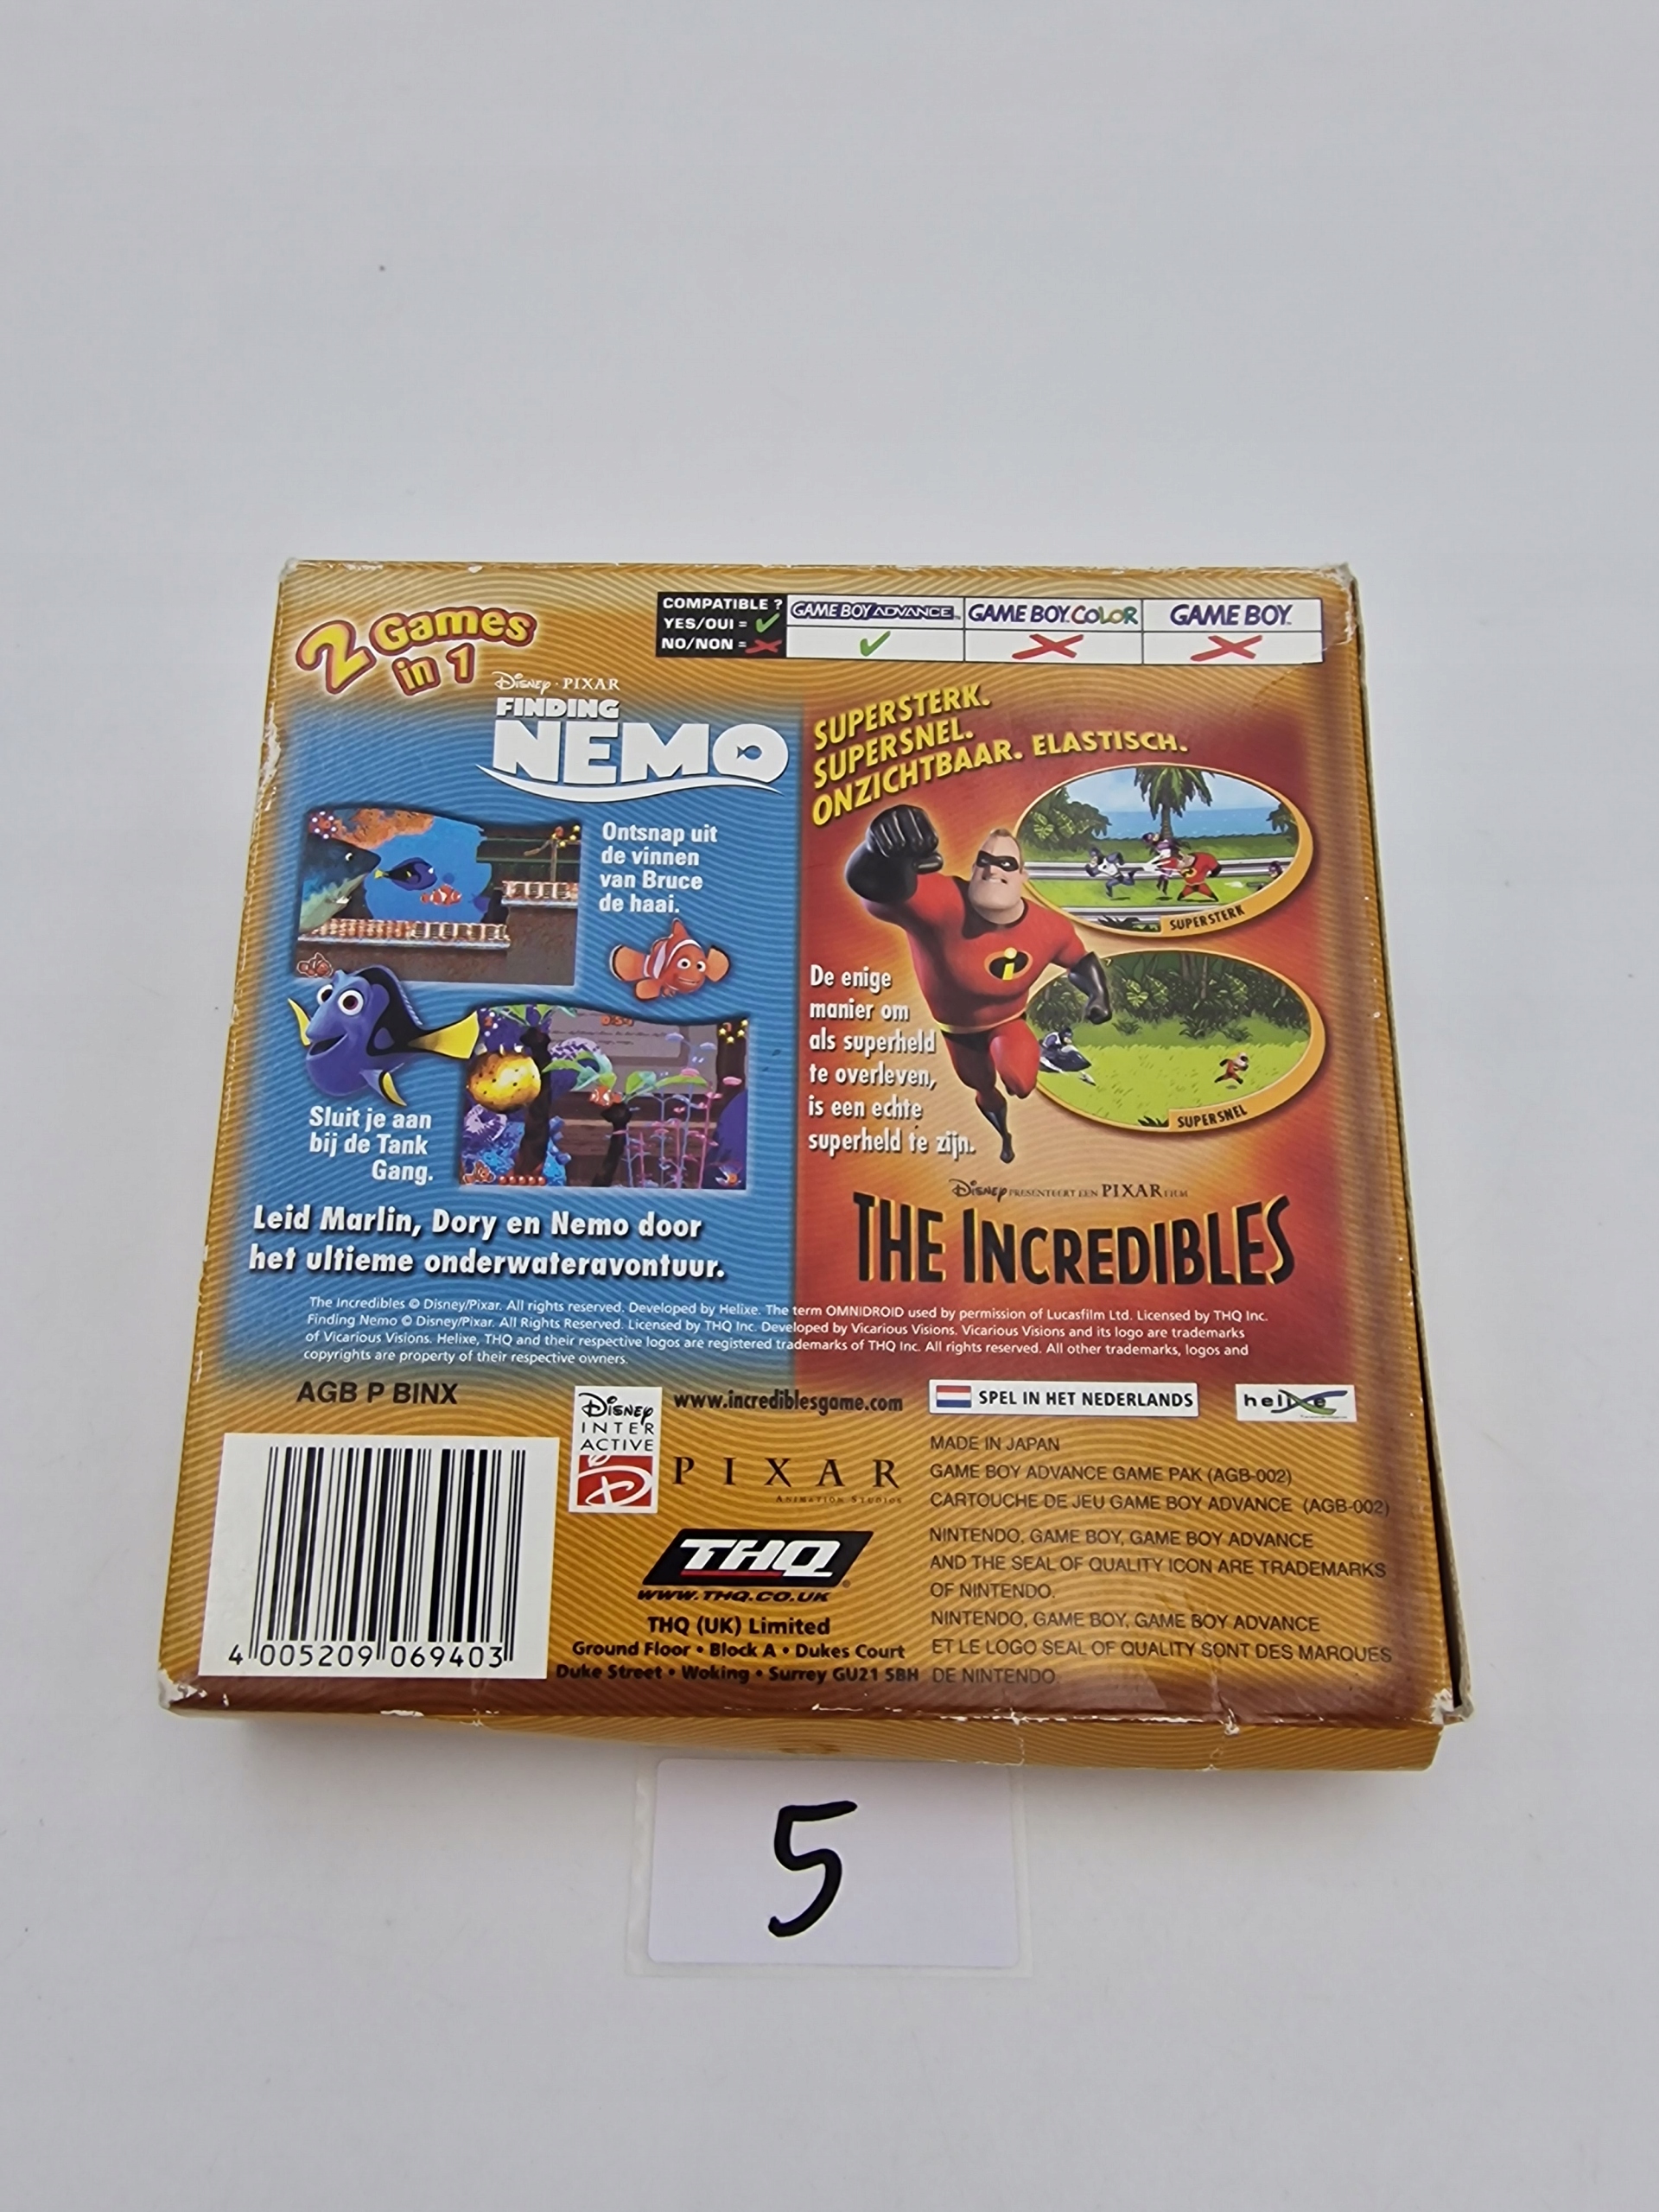 2 Games
in 1
COMPATIBLE ?
YES/OUI =
NO/NON =
GAME BOY ADVANCE™
GAME BOY COLOR
GAME BOY™
Disney · PIXAR
FINDING
NEMO
Ontsnap uit
de vinnen
van Bruce
de haai.
Sluit je aan
bij de Tank
Gang.
Leid Marlin, Dory en Nemo door
het ultieme onderwateravontuur.
SUPERSTERK.
SUPERSNEL.
ONZICHTBAAR. ELASTISCH.
SUPERSTERK
De enige
manier om
als superheld
te overleven,
is een echte
superheld te zijn.
SUPERSNEL
Disney PRESENTEERT EEN PIXAR FILM
THE INCREDIBLES
The Incredibles © Disney/Pixar. All rights reserved. Developed by Helixe. The term OMNIDROID used by permission of Lucasfilm Ltd. Licensed by THQ Inc.
Finding Nemo © Disney/Pixar. All Rights Reserved. Licensed by THQ Inc. Developed by Vicarious Visions. Vicarious Visions and its logo are trademarks
of Vicarious Visions. Helixe, THQ and their respective logos are registered trademarks of THQ Inc. All rights reserved. All other trademarks, logos and
copyrights are property of their respective owners.
AGB P BINX
4 005209 069403
Disney
INTER
ACTIVE
www.incrediblesgame.com
PIXAR
ANIMATION STUDIOS
THQ
WWW.THQ.CO.UK
THQ (UK) Limited
Ground Floor • Block A • Dukes Court
Duke Street • Woking • Surrey GU21 5BH
SPEL IN HET NEDERLANDS
helixe
MADE IN JAPAN
GAME BOY ADVANCE GAME PAK (AGB-002)
CARTOUCHE DE JEU GAME BOY ADVANCE (AGB-002)
NINTENDO, GAME BOY, GAME BOY ADVANCE
AND THE SEAL OF QUALITY ICON ARE TRADEMARKS
OF NINTENDO.
NINTENDO, GAME BOY, GAME BOY ADVANCE
ET LE LOGO SEAL OF QUALITY SONT DES MARQUES
DE NINTENDO.
5